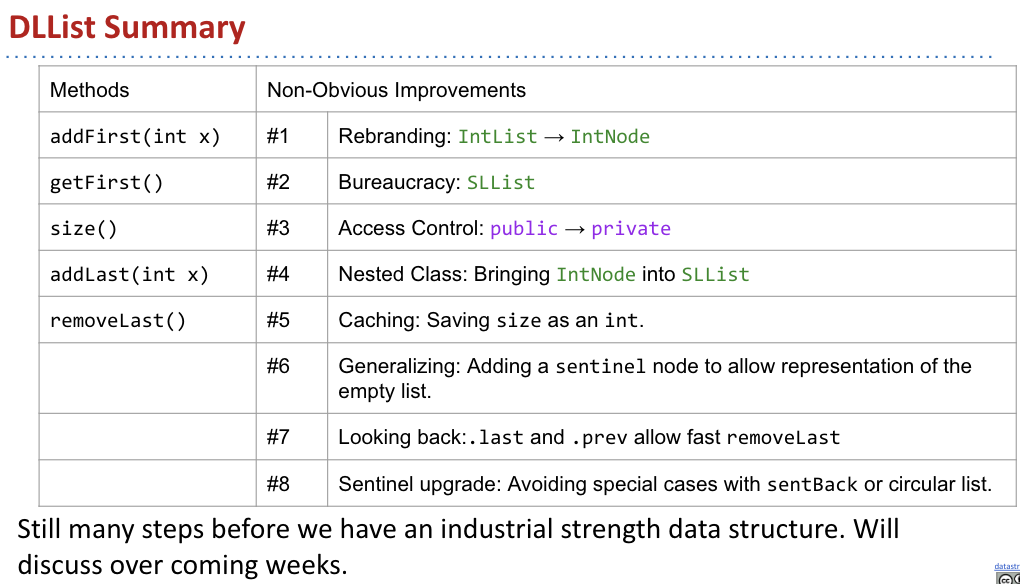 DLList Summary
Methods Non-Obvious Improvements
addFirst(int x) #1 Rebranding: IntList → IntNode
getFirst() #2 Bureaucracy: SLList
size() #3 Access Control: public → private
addLast(int x) #4 Nested Class: Bringing IntNode into SLList
removeLast() #5 Caching: Saving size as an int.
#6 Generalizing: Adding a sentinel node to allow representation of the
empty list.
#7 Looking back:.last and .prev allow fast removeLast
#8 Sentinel upgrade: Avoiding special cases with sentBack or circular list.
Still many steps before we have an industrial strength data structure. Will
discuss over coming weeks.
datastr